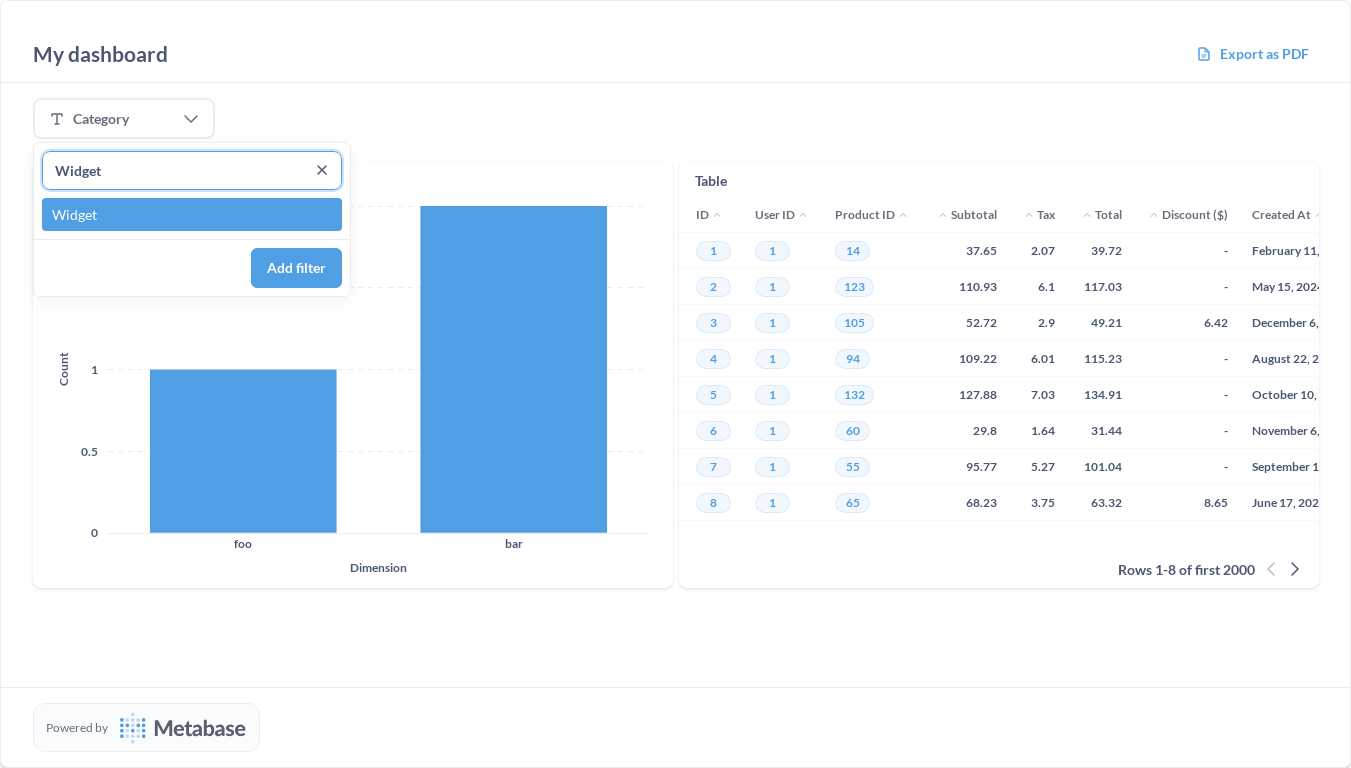 My dashboard
Export as PDF
Category
Widget
Widget
Add filter
Count
1
0.5
0
foo
bar
Dimension
Table
ID User ID Product ID Subtotal Tax Total Discount ($) Created At
1 1 14 37.65 2.07 39.72 - February 11,
2 1 123 110.93 6.1 117.03 - May 15, 2024
3 1 105 52.72 2.9 49.21 6.42 December 6,
4 1 94 109.22 6.01 115.23 - August 22, 2
5 1 132 127.88 7.03 134.91 - October 10,
6 1 60 29.8 1.64 31.44 - November 6,
7 1 55 95.77 5.27 101.04 - September 1
8 1 65 68.23 3.75 63.32 8.65 June 17, 202
Rows 1-8 of first 2000
Powered by Metabase